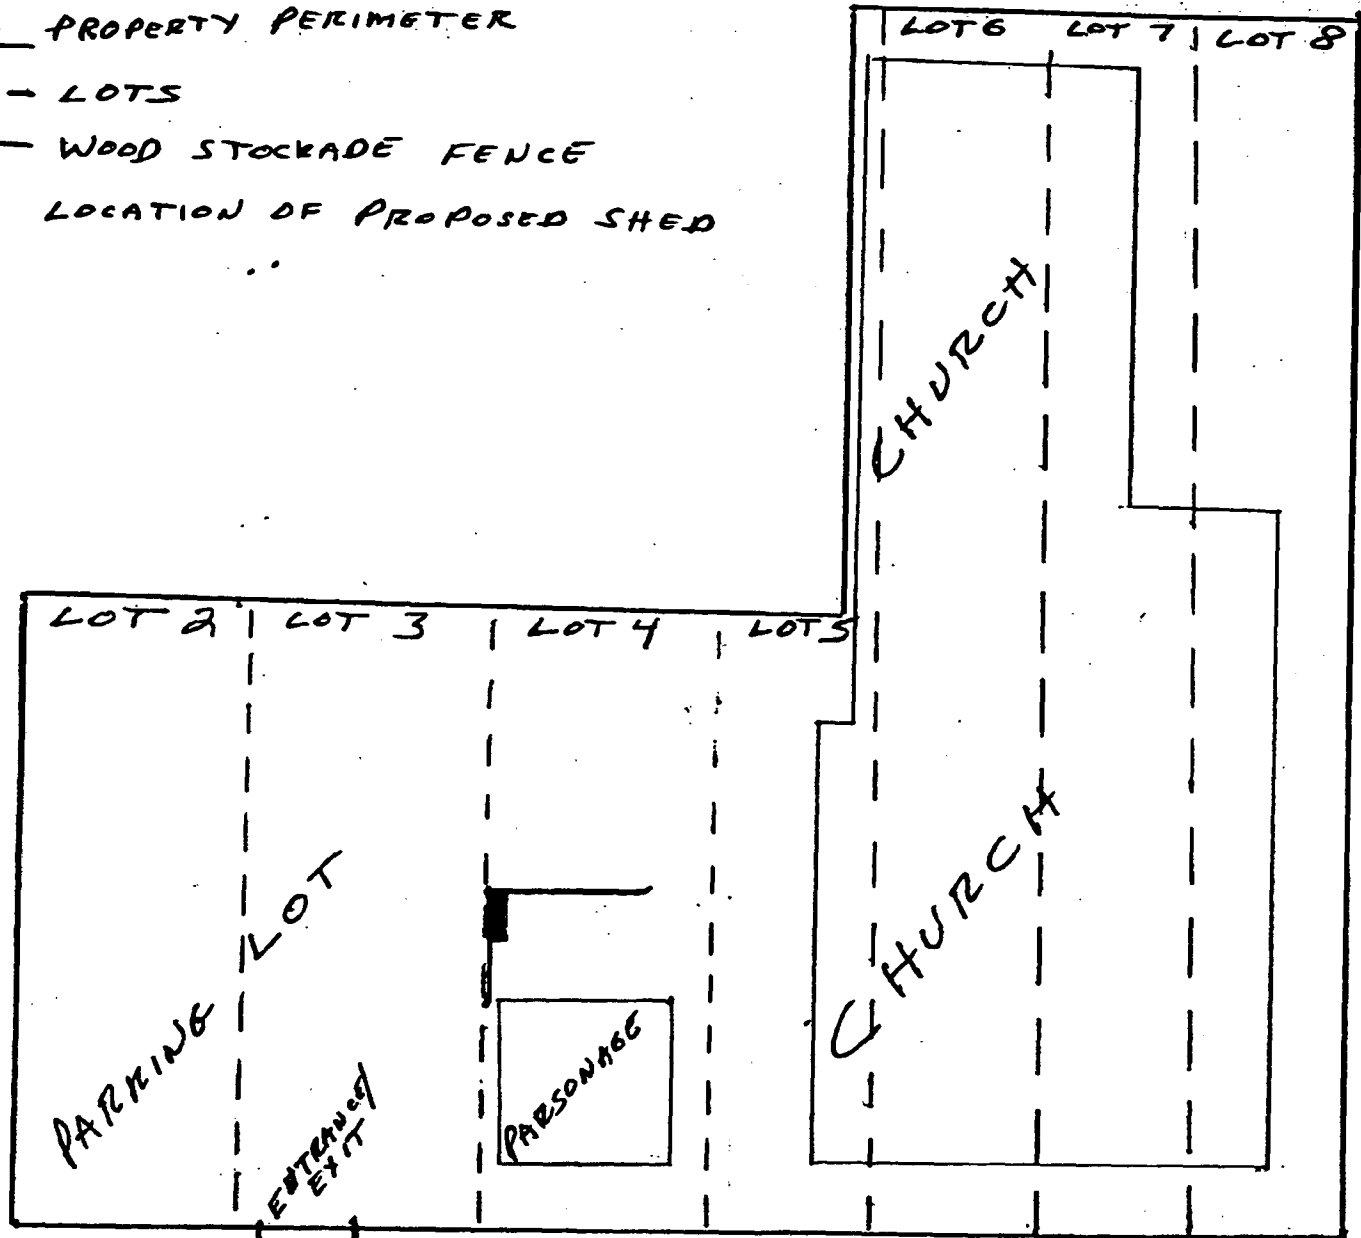 PROPERTY PERIMETER
LOTS
WOOD STOCKADE FENCE
LOCATION OF PROPOSED SHED
LOT 6 LOT 7 LOT 8
CHURCH
LOT 2 LOT 3 LOT 4 LOT 5
CHURCH
PARKING LOT
PARSONAGE
ENTRANCE/
EXIT